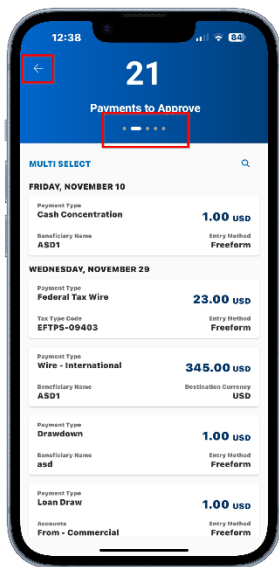 12:38
84
21
Payments to Approve
MULTI SELECT
FRIDAY, NOVEMBER 10
Payment Type
Cash Concentration
1.00 USD
Beneficiary Name
Entry Method
ASD1
Freeform
WEDNESDAY, NOVEMBER 29
Payment Type
Federal Tax Wire
23.00 USD
Tax Type Code
Entry Method
EFTPS-09403
Freeform
Payment Type
Wire - International
345.00 USD
Beneficiary Name
Destination Currency
ASD1
USD
Payment Type
Drawdown
1.00 USD
Beneficiary Name
Entry Method
asd
Freeform
Payment Type
Loan Draw
1.00 USD
Accounts
Entry Method
From - Commercial
Freeform